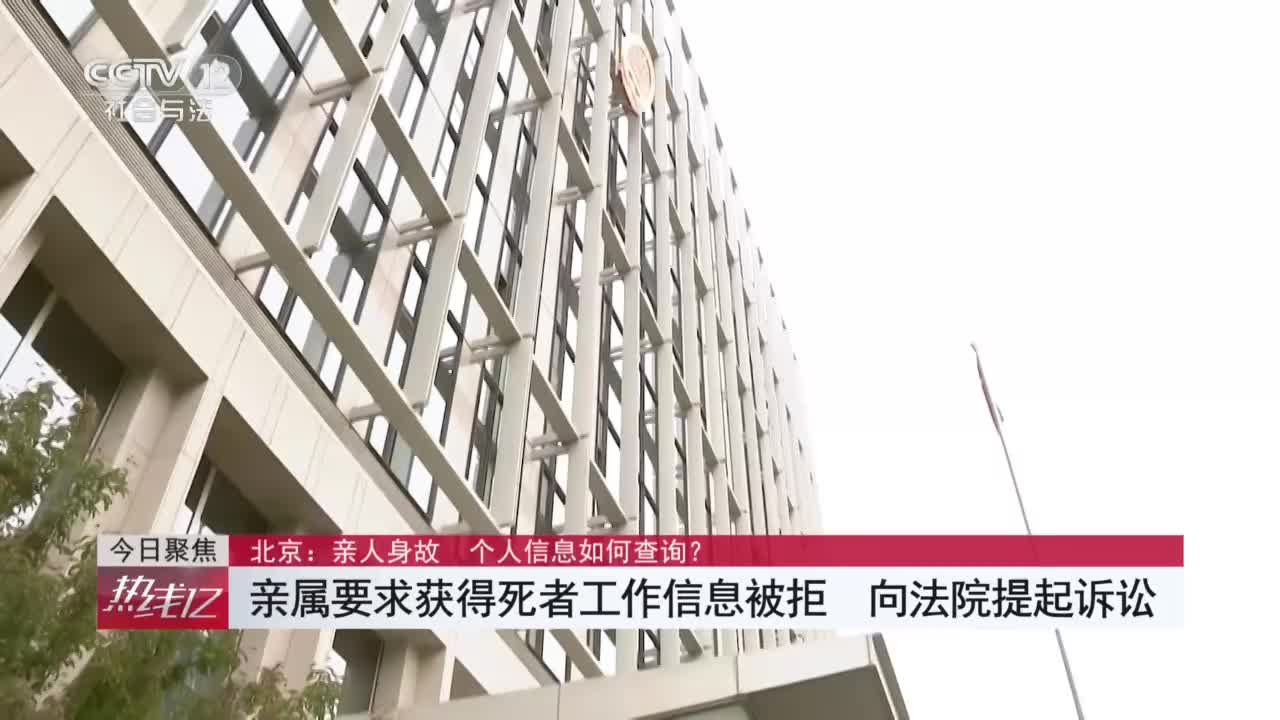 CCTV 12
社会与法
今日聚焦
北京：亲人身故 个人信息如何查询？
热线12
亲属要求获得死者工作信息被拒 向法院提起诉讼